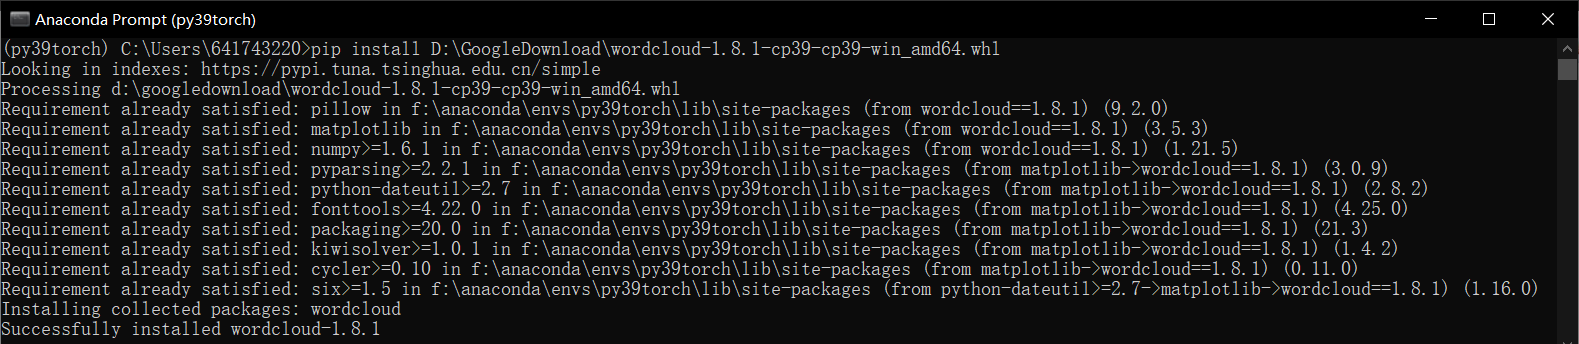 Anaconda Prompt (py39torch)
(py39torch) C:\Users\641743220>pip install D:\GoogleDownload\wordcloud-1.8.1-cp39-cp39-win_amd64.whl
Looking in indexes: https://pypi.tuna.tsinghua.edu.cn/simple
Processing d:\googledownload\wordcloud-1.8.1-cp39-cp39-win_amd64.whl
Requirement already satisfied: pillow in f:\anaconda\envs\py39torch\lib\site-packages (from wordcloud==1.8.1) (9.2.0)
Requirement already satisfied: matplotlib in f:\anaconda\envs\py39torch\lib\site-packages (from wordcloud==1.8.1) (3.5.3)
Requirement already satisfied: numpy>=1.6.1 in f:\anaconda\envs\py39torch\lib\site-packages (from wordcloud==1.8.1) (1.21.5)
Requirement already satisfied: pyparsing>=2.2.1 in f:\anaconda\envs\py39torch\lib\site-packages (from matplotlib->wordcloud==1.8.1) (3.0.9)
Requirement already satisfied: python-dateutil>=2.7 in f:\anaconda\envs\py39torch\lib\site-packages (from matplotlib->wordcloud==1.8.1) (2.8.2)
Requirement already satisfied: fonttools>=4.22.0 in f:\anaconda\envs\py39torch\lib\site-packages (from matplotlib->wordcloud==1.8.1) (4.25.0)
Requirement already satisfied: packaging>=20.0 in f:\anaconda\envs\py39torch\lib\site-packages (from matplotlib->wordcloud==1.8.1) (21.3)
Requirement already satisfied: kiwisolver>=1.0.1 in f:\anaconda\envs\py39torch\lib\site-packages (from matplotlib->wordcloud==1.8.1) (1.4.2)
Requirement already satisfied: cycler>=0.10 in f:\anaconda\envs\py39torch\lib\site-packages (from matplotlib->wordcloud==1.8.1) (0.11.0)
Requirement already satisfied: six>=1.5 in f:\anaconda\envs\py39torch\lib\site-packages (from python-dateutil>=2.7->matplotlib->wordcloud==1.8.1) (1.16.0)
Installing collected packages: wordcloud
Successfully installed wordcloud-1.8.1